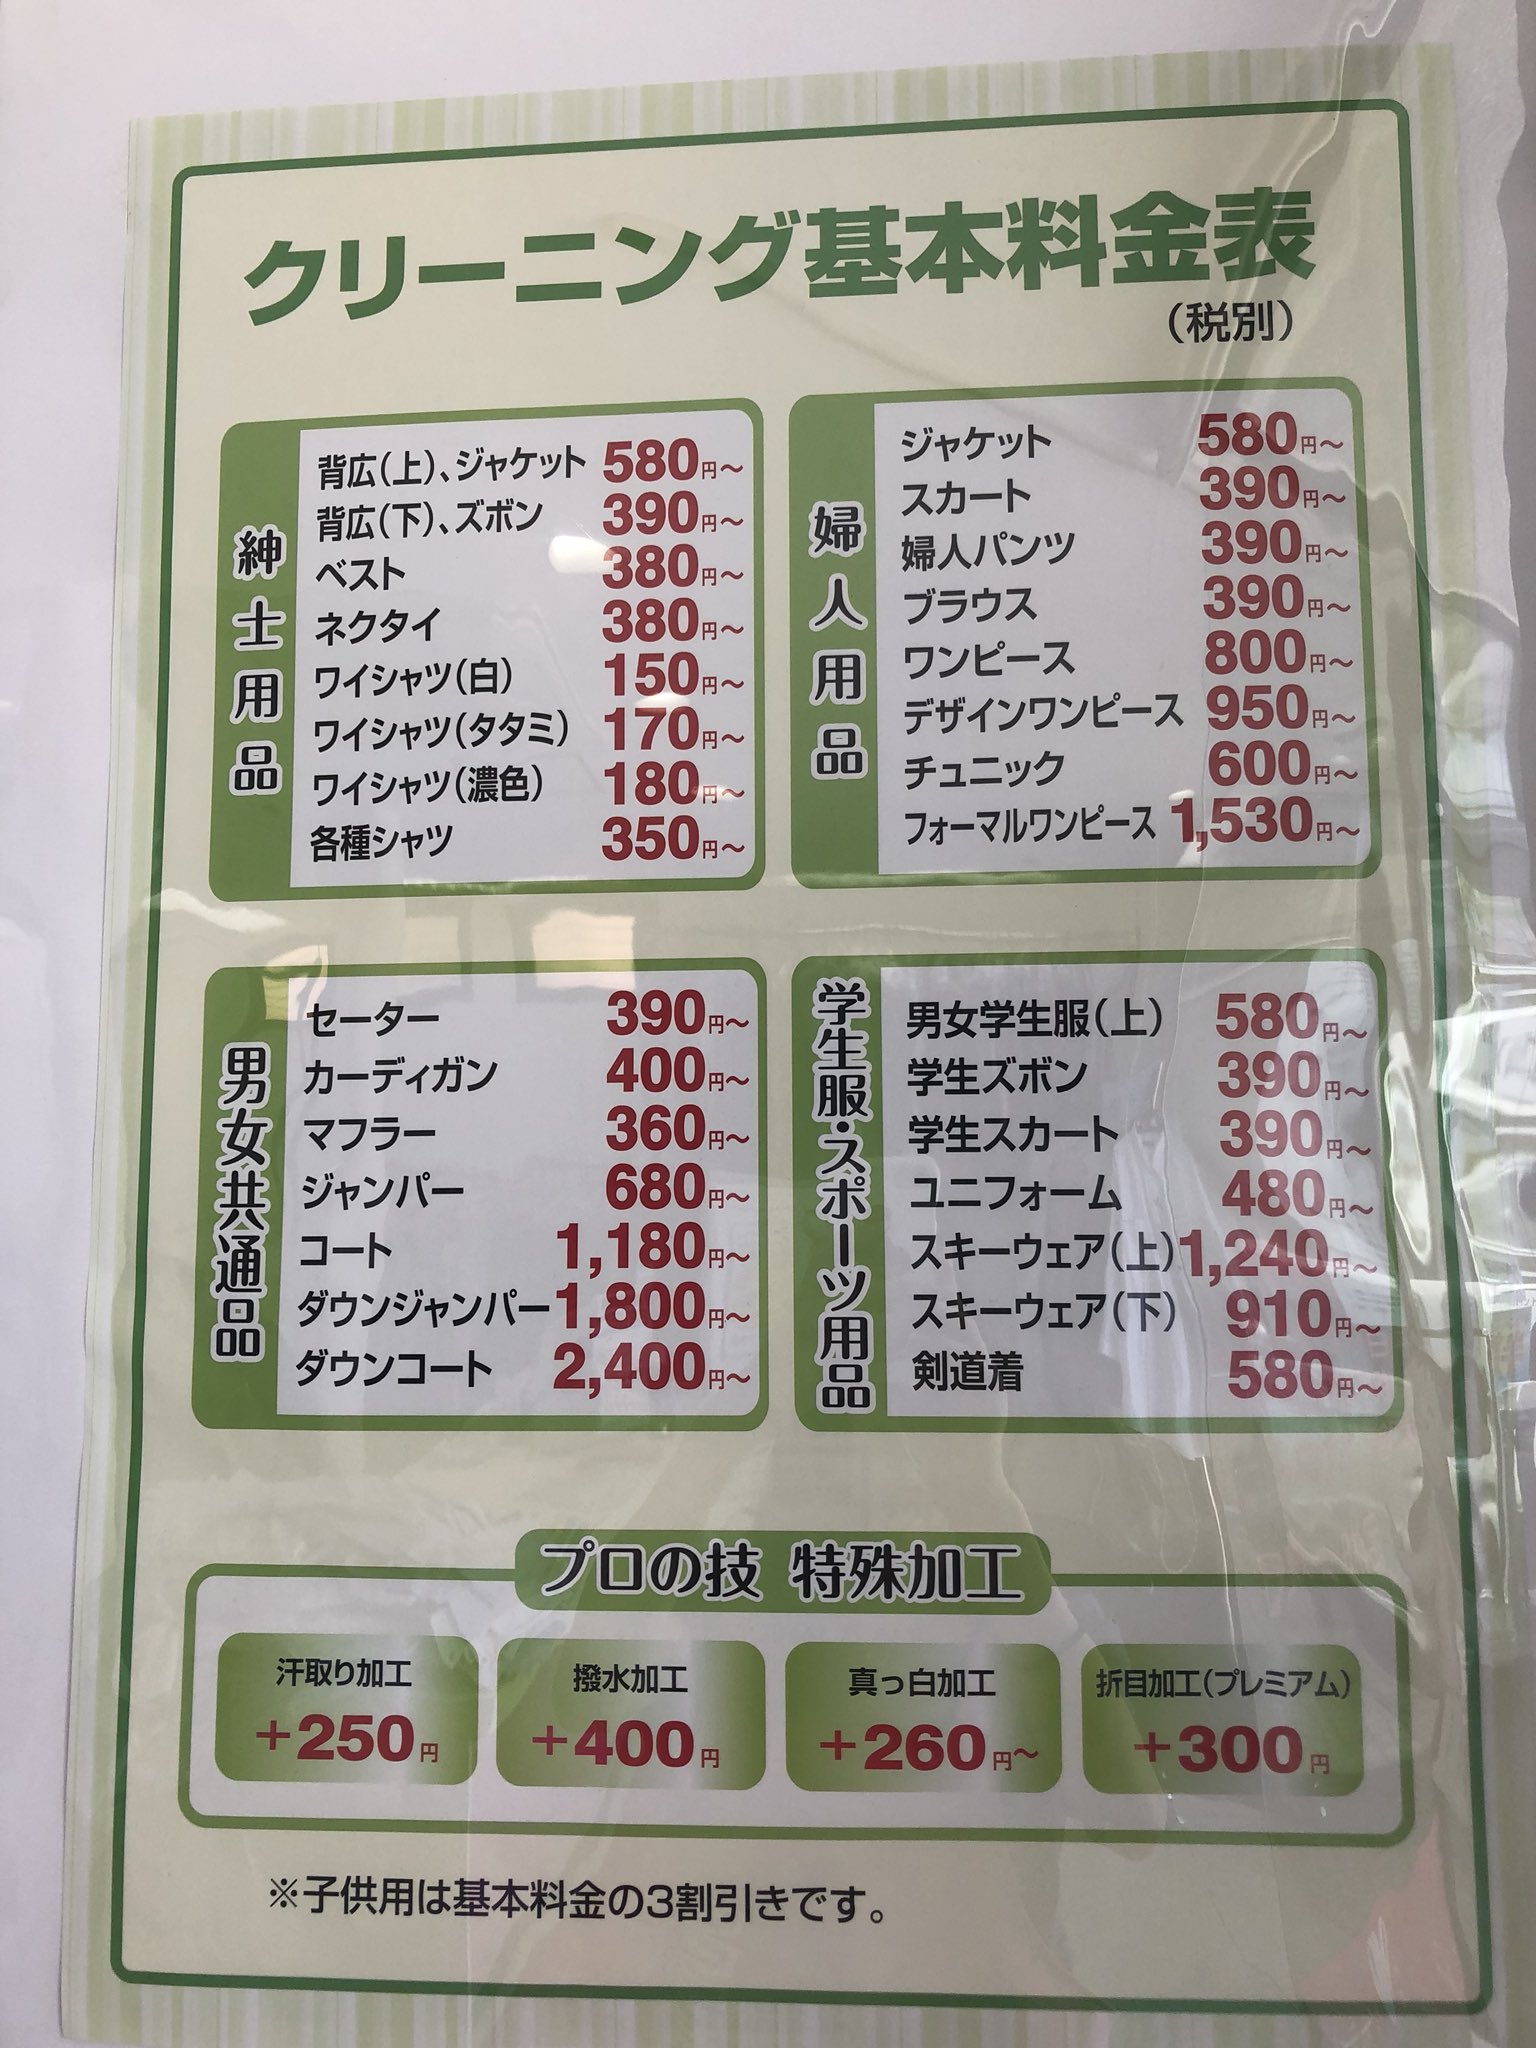 クリーニング基本料金表
（税別）
紳士用品
背広（上）、ジャケット 580円～
背広（下）、ズボン 390円～
ベスト 380円～
ネクタイ 380円～
ワイシャツ（白） 150円～
ワイシャツ（タタミ） 170円～
ワイシャツ（濃色） 180円～
各種シャツ 350円～
婦人用品
ジャケット 580円～
スカート 390円～
婦人パンツ 390円～
ブラウス 390円～
ワンピース 800円～
デザインワンピース 950円～
チュニック 600円～
フォーマルワンピース 1,530円～
男女共通品
セーター 390円～
カーディガン 400円～
マフラー 360円～
ジャンパー 680円～
コート 1,180円～
ダウンジャンパー 1,800円～
ダウンコート 2,400円～
学生服・スポーツ用品
男女学生服（上） 580円～
学生ズボン 390円～
学生スカート 390円～
ユニフォーム 480円～
スキーウェア（上） 1,240円～
スキーウェア（下） 910円～
剣道着 580円～
プロの技 特殊加工
汗取り加工
+250円
撥水加工
+400円
真っ白加工
+260円～
折目加工（プレミアム）
+300円
※子供用は基本料金の3割引きです。